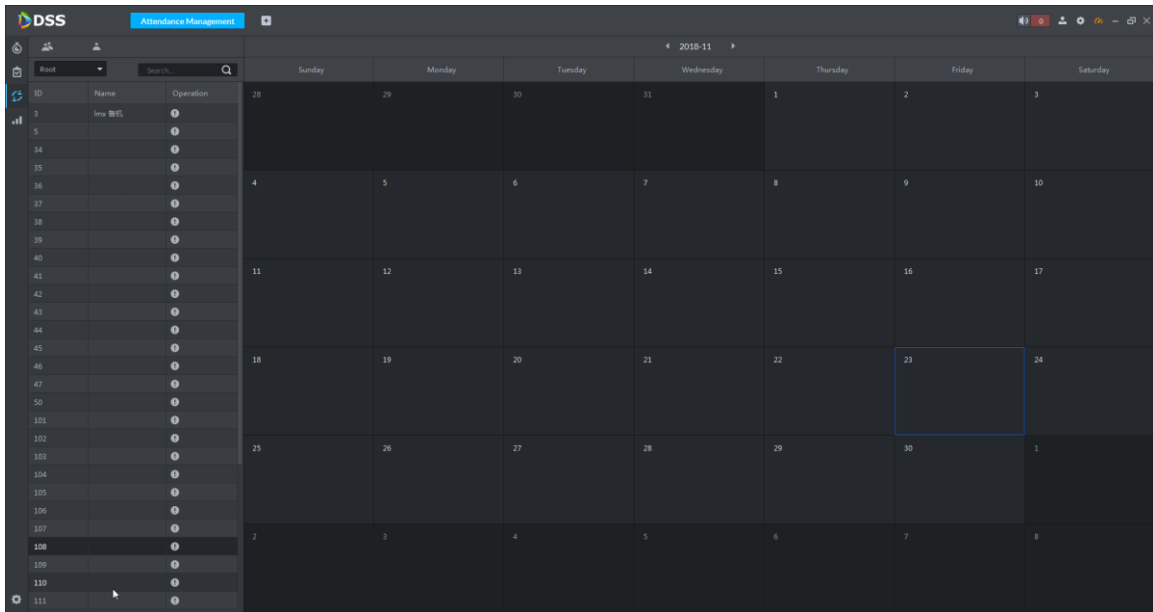 DSS Attendance Management 0
2018-11
Root Search... Sunday Monday Tuesday Wednesday Thursday Friday Saturday
ID Name Operation
28 29 30 31 1 2 3
3 lmx
5
34
35
36
4 5 6 7 8 9 10
37
38
39
40
41
11 12 13 14 15 16 17
42
43
44
45
18 19 20 21 22 23 24
46
47
50
101
102
25 26 27 28 29 30 1
103
104
105
106
107
2 3 4 5 6 7 8
108
109
110
111